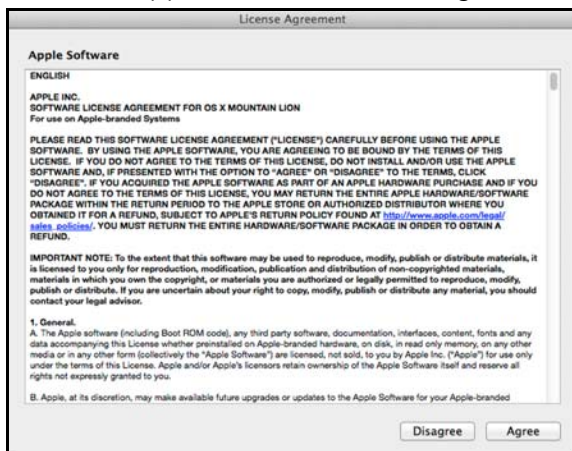 License Agreement
Apple Software
ENGLISH
APPLE INC.
SOFTWARE LICENSE AGREEMENT FOR OS X MOUNTAIN LION
For use on Apple-branded Systems
PLEASE READ THIS SOFTWARE LICENSE AGREEMENT ("LICENSE") CAREFULLY BEFORE USING THE APPLE
SOFTWARE. BY USING THE APPLE SOFTWARE, YOU ARE AGREEING TO BE BOUND BY THE TERMS OF THIS
LICENSE. IF YOU DO NOT AGREE TO THE TERMS OF THIS LICENSE, DO NOT INSTALL AND/OR USE THE APPLE
SOFTWARE AND, IF PRESENTED WITH THE OPTION TO "AGREE" OR "DISAGREE" TO THE TERMS, CLICK
"DISAGREE". IF YOU ACQUIRED THE APPLE SOFTWARE AS PART OF AN APPLE HARDWARE PURCHASE AND IF YOU
DO NOT AGREE TO THE TERMS OF THIS LICENSE, YOU MAY RETURN THE ENTIRE APPLE HARDWARE/SOFTWARE
PACKAGE WITHIN THE RETURN PERIOD TO THE APPLE STORE OR AUTHORIZED DISTRIBUTOR WHERE YOU
OBTAINED IT FOR A REFUND, SUBJECT TO APPLE'S RETURN POLICY FOUND AT http://www.apple.com/legal/
sales_policies/. YOU MUST RETURN THE ENTIRE HARDWARE/SOFTWARE PACKAGE IN ORDER TO OBTAIN A
REFUND.
IMPORTANT NOTE: To the extent that this software may be used to reproduce, modify, publish or distribute materials, it
is licensed to you only for reproduction, modification, publication and distribution of non-copyrighted materials,
materials in which you own the copyright, or materials you are authorized or legally permitted to reproduce, modify,
publish or distribute. If you are uncertain about your right to copy, modify, publish or distribute any material, you should
contact your legal advisor.
1. General.
A. The Apple software (including Boot ROM code), any third party software, documentation, interfaces, content, fonts and any
data accompanying this License whether preinstalled on Apple-branded hardware, on disk, in read only memory, on any other
media or in any other form (collectively the "Apple Software") are licensed, not sold, to you by Apple Inc. ("Apple") for use only
under the terms of this License. Apple and/or Apple's licensors retain ownership of the Apple Software itself and reserve all
rights not expressly granted to you.
B. Apple, at its discretion, may make available future upgrades or updates to the Apple Software for your Apple-branded
Disagree Agree